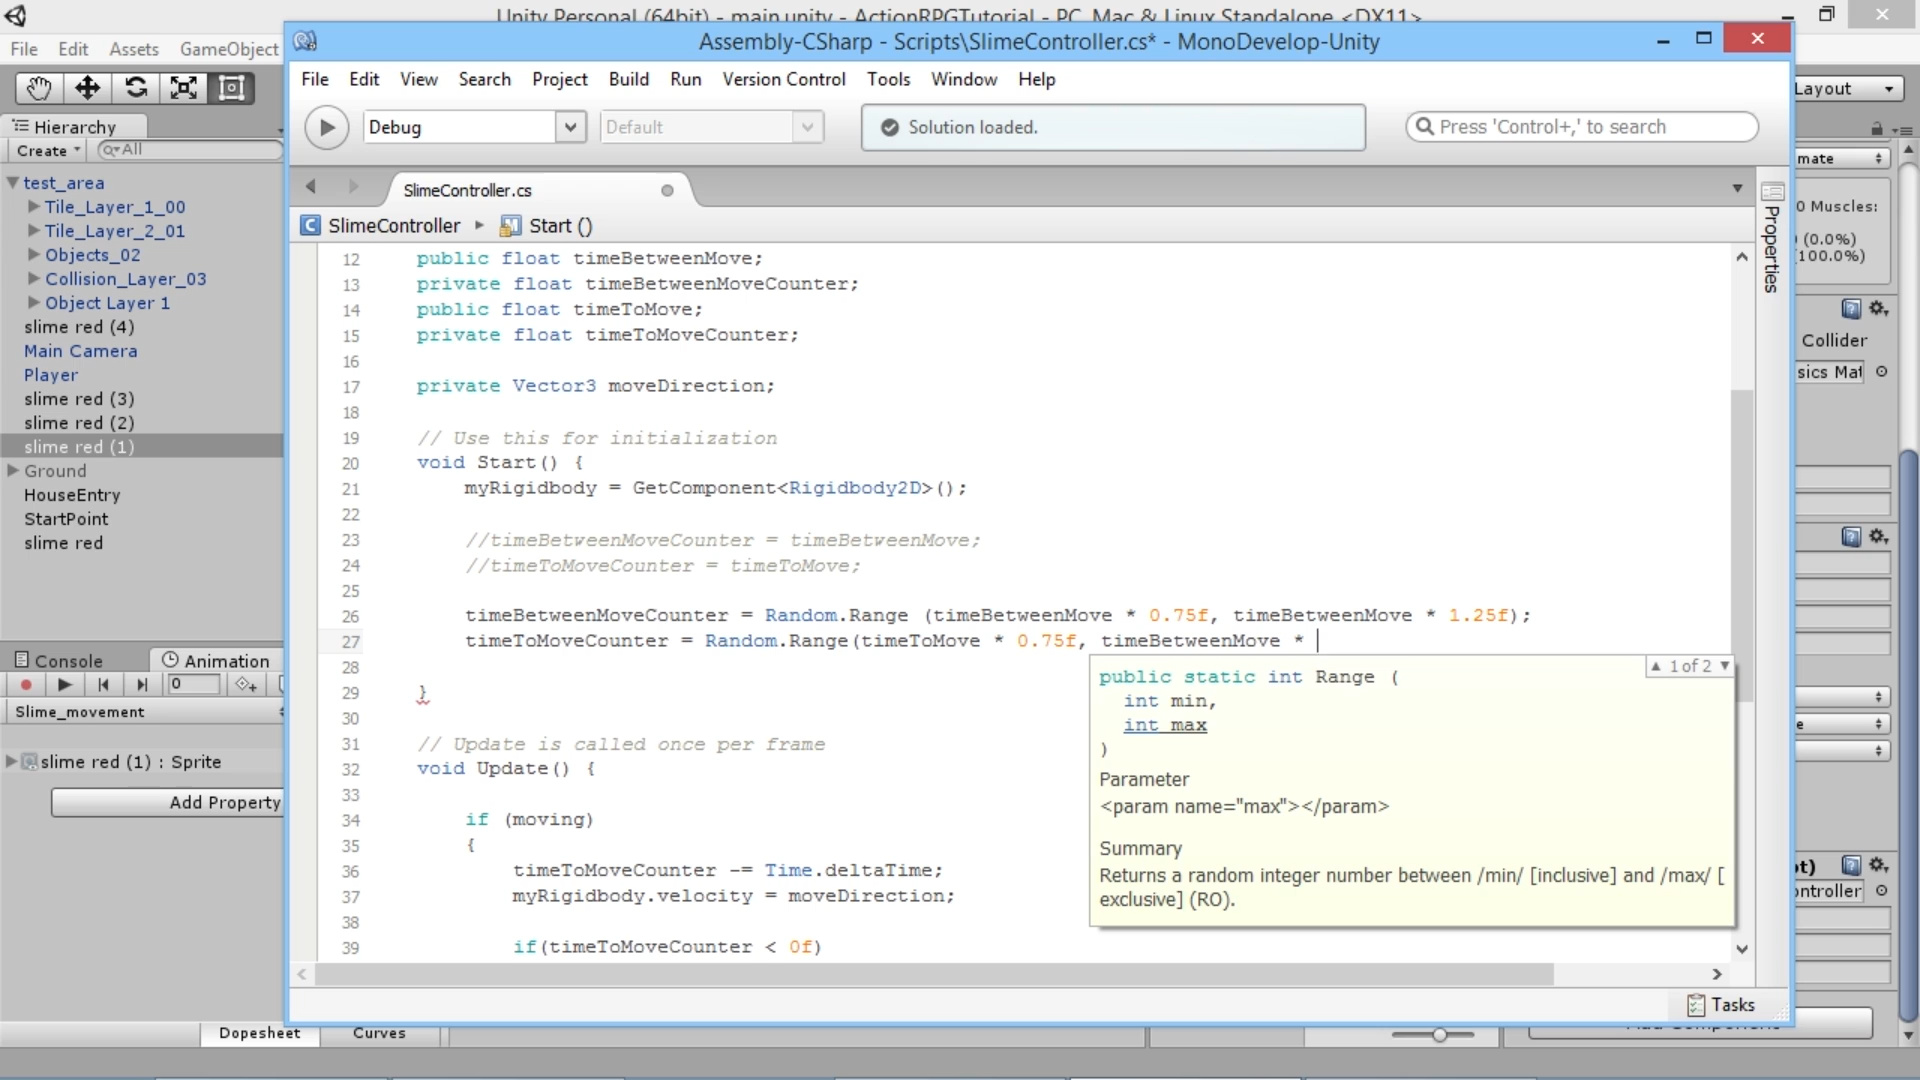 Unity Personal (64bit) - main.unity - ActionRPGTutorial - PC, Mac & Linux Standalone <DX11>
File Edit Assets GameObject
Layout
Hierarchy
Create All
test_area
Tile_Layer_1_00
Tile_Layer_2_01
Objects_02
Collision_Layer_03
Object Layer 1
slime red (4)
Main Camera
Player
slime red (3)
slime red (2)
slime red (1)
Ground
HouseEntry
StartPoint
slime red
Console Animation
0
Slime_movement
slime red (1) : Sprite
Add Property
Dopesheet Curves
Assembly-CSharp - Scripts\SlimeController.cs* - MonoDevelop-Unity
File Edit View Search Project Build Run Version Control Tools Window Help
Debug Default Solution loaded. Press 'Control+,' to search
SlimeController.cs
SlimeController Start ()
12 public float timeBetweenMove;
13 private float timeBetweenMoveCounter;
14 public float timeToMove;
15 private float timeToMoveCounter;
16
17 private Vector3 moveDirection;
18
19 // Use this for initialization
20 void Start() {
21 myRigidbody = GetComponent<Rigidbody2D>();
22
23 //timeBetweenMoveCounter = timeBetweenMove;
24 //timeToMoveCounter = timeToMove;
25
26 timeBetweenMoveCounter = Random.Range (timeBetweenMove * 0.75f, timeBetweenMove * 1.25f);
27 timeToMoveCounter = Random.Range(timeToMove * 0.75f, timeBetweenMove *
28
29 }
30
31 // Update is called once per frame
32 void Update() {
33
34 if (moving)
35 {
36 timeToMoveCounter -= Time.deltaTime;
37 myRigidbody.velocity = moveDirection;
38
39 if(timeToMoveCounter < 0f)
1 of 2
public static int Range (
int min,
int max
)
Parameter
<param name="max"></param>
Summary
Returns a random integer number between /min/ [inclusive] and /max/ [
exclusive] (RO).
Properties
Tasks
mate
0 Muscles:
(0.0%)
(100.0%)
Collider
sics Mat
e
t)
ontroller